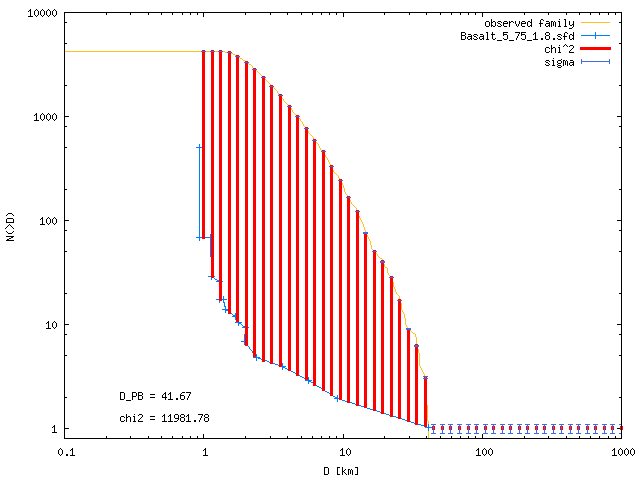 10000
observed family
Basalt_5_75_1.8.sfd
chi^2
sigma
1000
100
10
1
N(>D)
D_PB = 41.67
chi2 = 11981.78
0.1 1 10 100 1000
D [km]